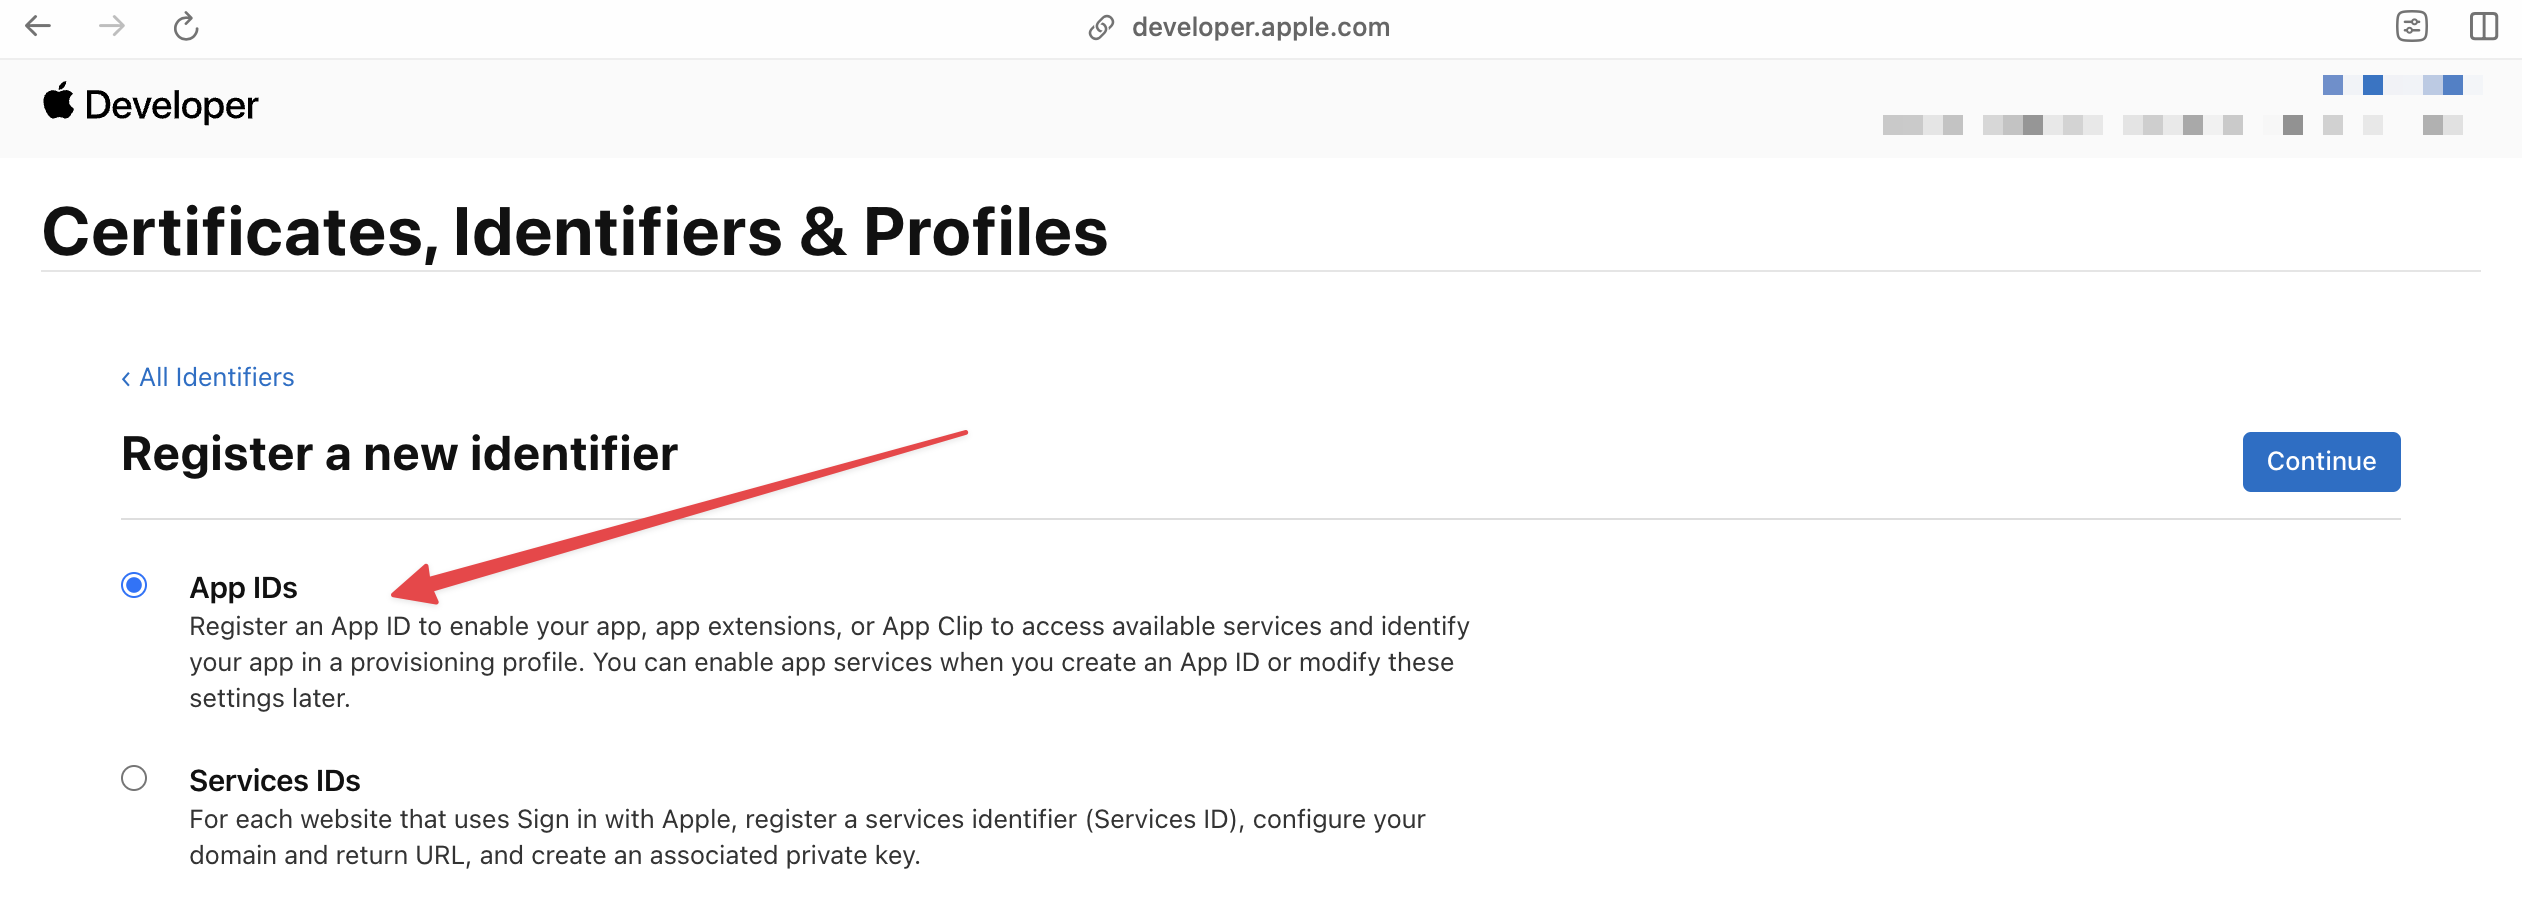 developer.apple.com
Developer
Certificates, Identifiers & Profiles
‹ All Identifiers
Register a new identifier
Continue
App IDs
Register an App ID to enable your app, app extensions, or App Clip to access available services and identify
your app in a provisioning profile. You can enable app services when you create an App ID or modify these
settings later.
Services IDs
For each website that uses Sign in with Apple, register a services identifier (Services ID), configure your
domain and return URL, and create an associated private key.